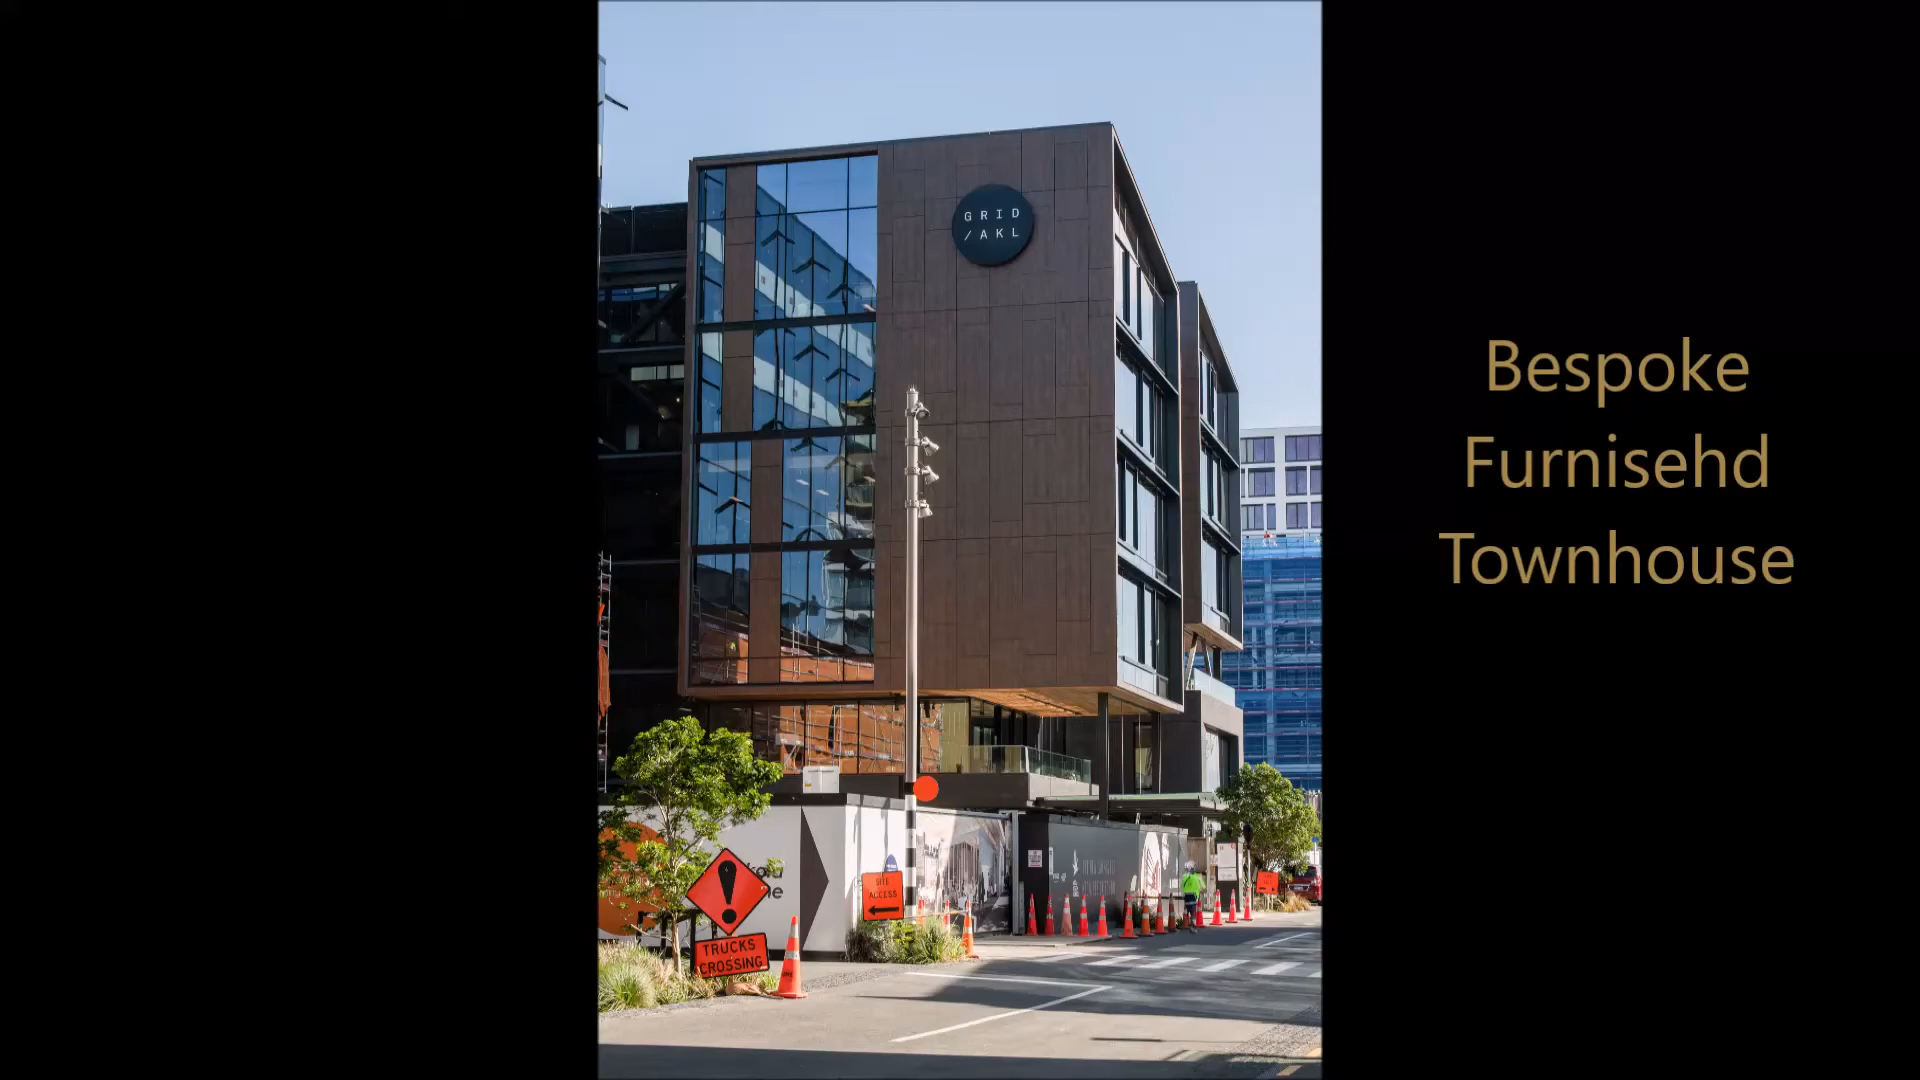 GRID
/AKL
Bespoke
Furnisehd
Townhouse
SITE
ACCESS
TRUCKS
CROSSING